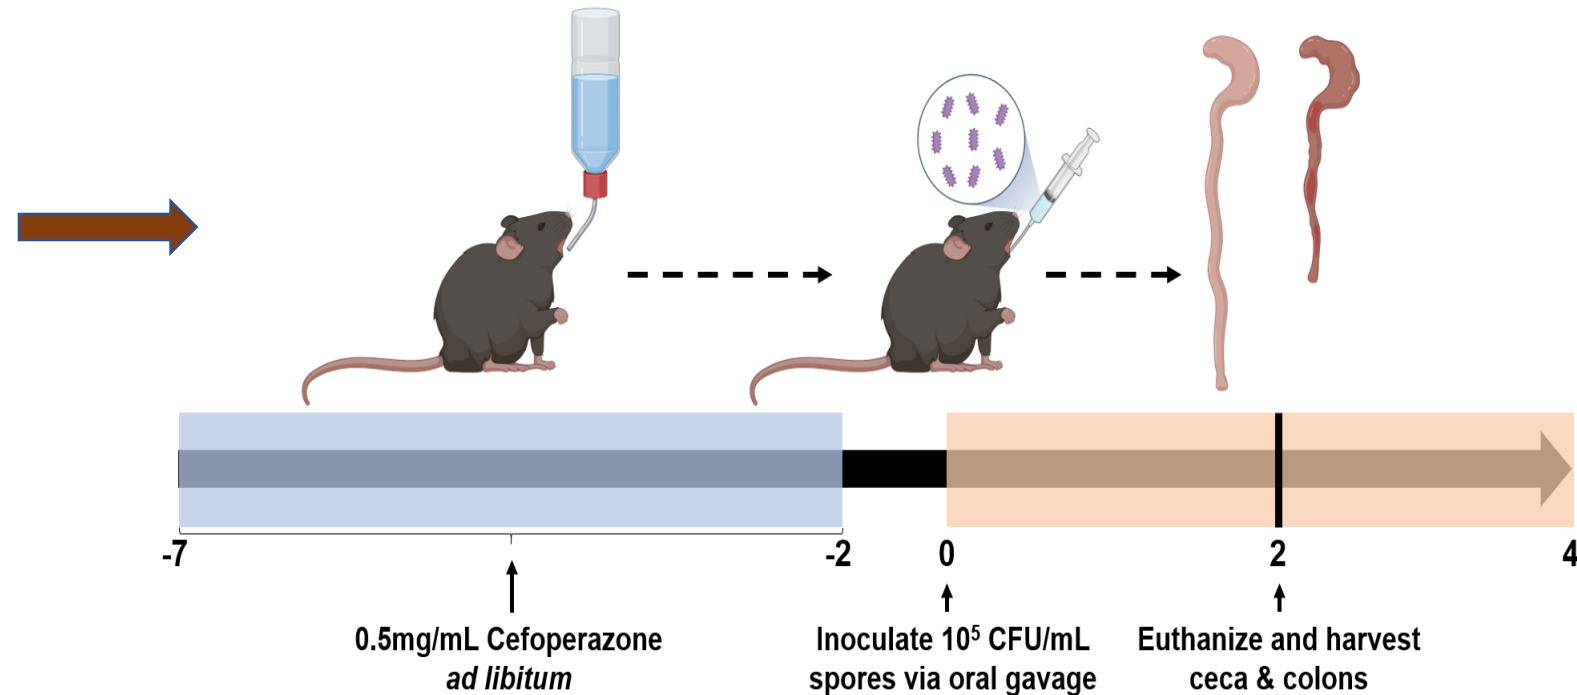 -7
-2
0
2
4
0.5mg/mL Cefoperazone
ad libitum
Inoculate 10⁵ CFU/mL
spores via oral gavage
Euthanize and harvest
ceca & colons